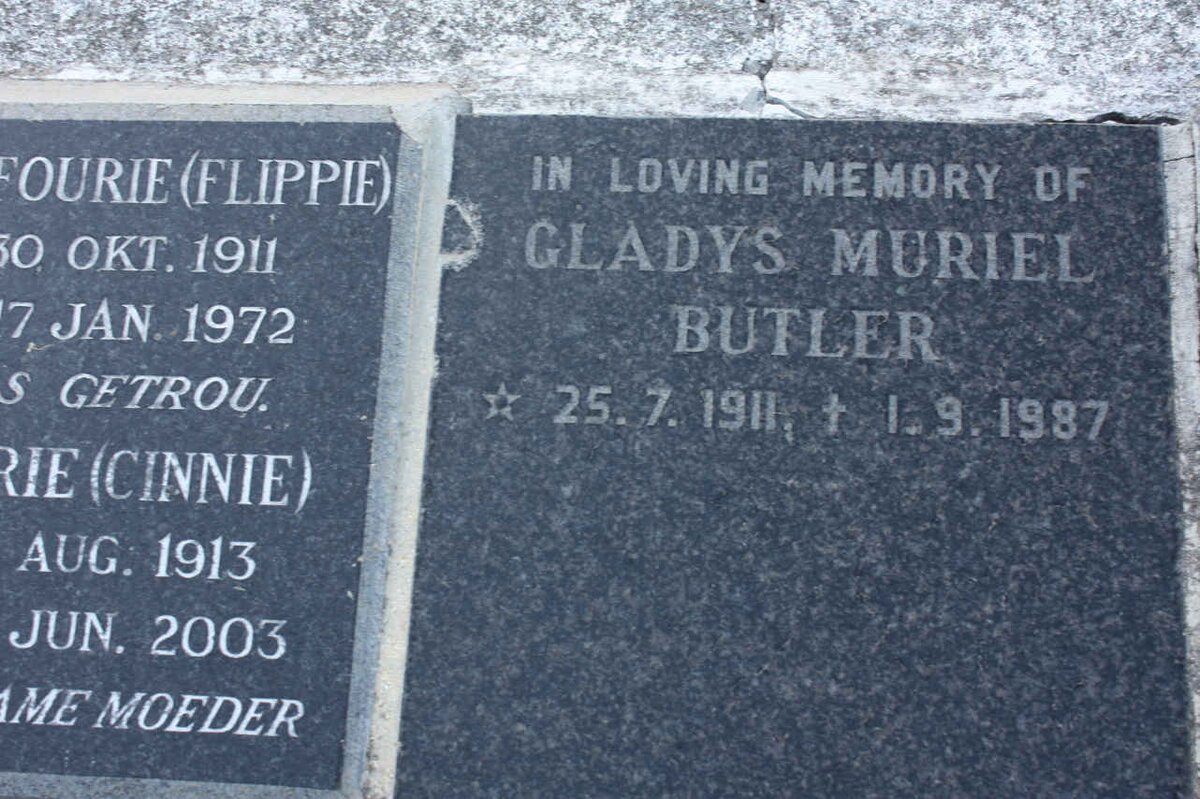 FOURIE (FLIPPIE)
30 OKT. 1911
17 JAN. 1972
S GETROU.
RIE (CINNIE)
AUG. 1913
JUN. 2003
AME MOEDER
IN LOVING MEMORY OF
GLADYS MURIEL
BUTLER
☆ 25.7.1911. † 1.9.1987